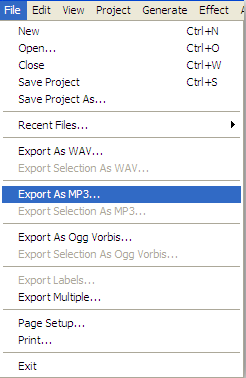 File Edit View Project Generate Effect
New Ctrl+N
Open... Ctrl+O
Close Ctrl+W
Save Project Ctrl+S
Save Project As...
Recent Files...
Export As WAV...
Export Selection As WAV...
Export As MP3...
Export Selection As MP3...
Export As Ogg Vorbis...
Export Selection As Ogg Vorbis...
Export Labels...
Export Multiple...
Page Setup...
Print...
Exit